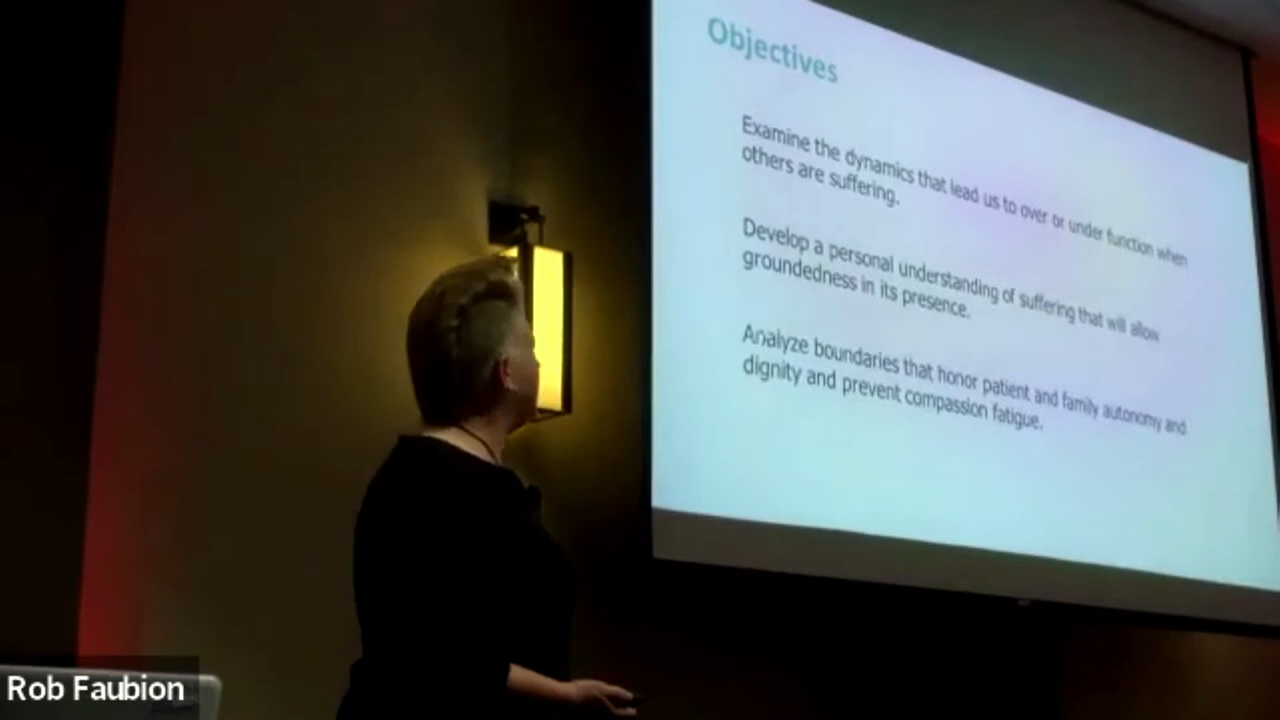 Objectives
Examine the dynamics that lead us to over or under function when
others are suffering.
Develop a personal understanding of suffering that will allow
groundedness in its presence.
Analyze boundaries that honor patient and family autonomy and
dignity and prevent compassion fatigue.
Rob Faubion